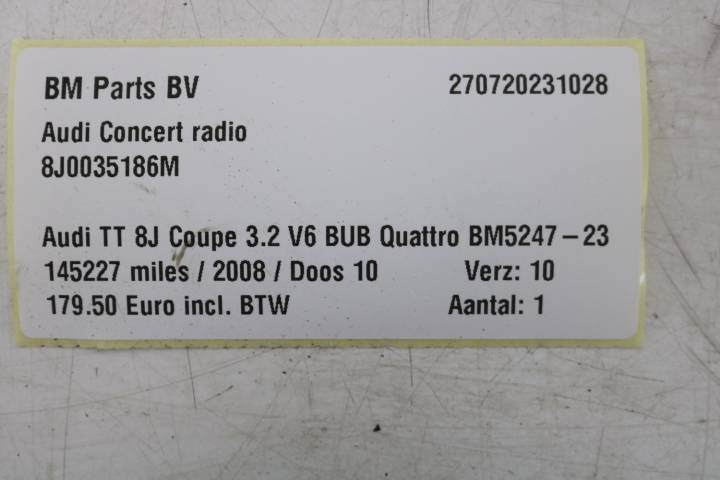 BM Parts BV 270720231028
Audi Concert radio
8J0035186M
Audi TT 8J Coupe 3.2 V6 BUB Quattro BM5247-23
145227 miles / 2008 / Doos 10 Verz: 10
179.50 Euro incl. BTW Aantal: 1